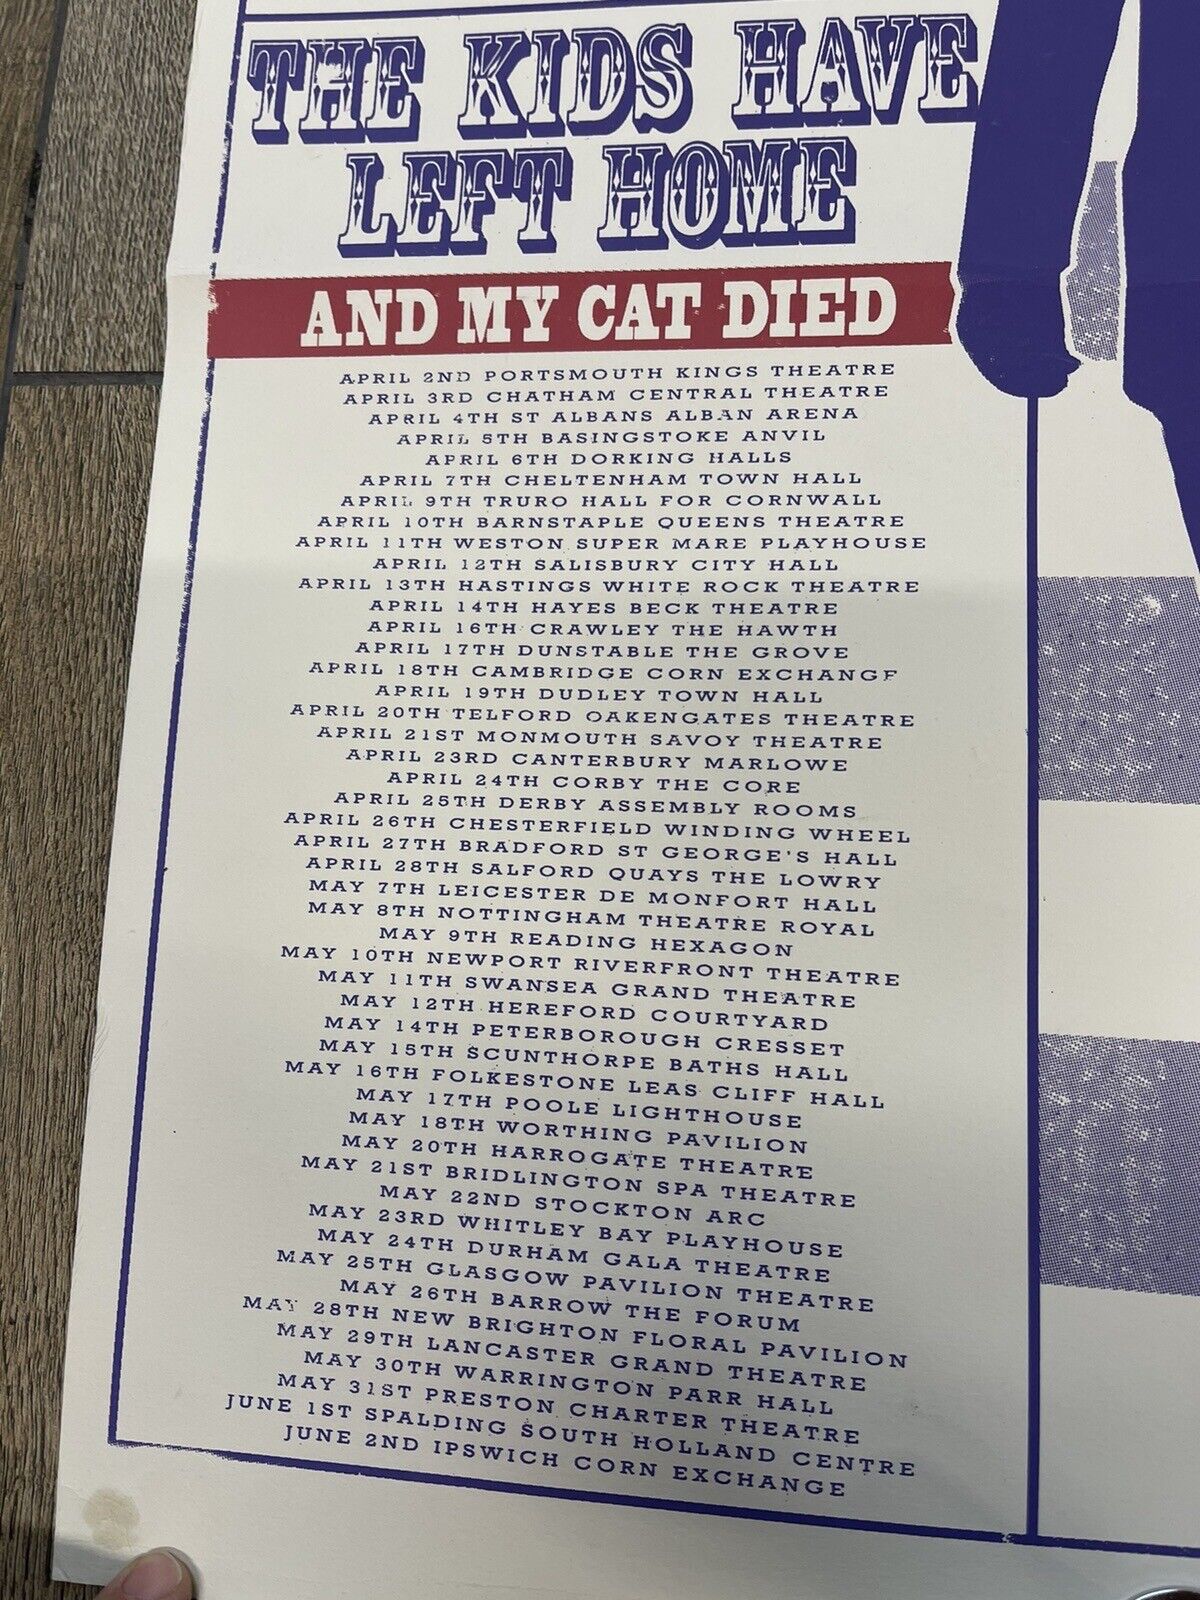 THE KIDS HAVE
LEFT HOME
AND MY CAT DIED
APRIL 2ND PORTSMOUTH KINGS THEATRE
APRIL 3RD CHATHAM CENTRAL THEATRE
APRIL 4TH ST ALBANS ALBAN ARENA
APRIL 5TH BASINGSTOKE ANVIL
APRIL 6TH DORKING HALLS
APRIL 7TH CHELTENHAM TOWN HALL
APRIL 9TH TRURO HALL FOR CORNWALL
APRIL 10TH BARNSTAPLE QUEENS THEATRE
APRIL 11TH WESTON SUPER MARE PLAYHOUSE
APRIL 12TH SALISBURY CITY HALL
APRIL 13TH HASTINGS WHITE ROCK THEATRE
APRIL 14TH HAYES BECK THEATRE
APRIL 16TH CRAWLEY THE HAWTH
APRIL 17TH DUNSTABLE THE GROVE
APRIL 18TH CAMBRIDGE CORN EXCHANGE
APRIL 19TH DUDLEY TOWN HALL
APRIL 20TH TELFORD OAKENGATES THEATRE
APRIL 21ST MONMOUTH SAVOY THEATRE
APRIL 23RD CANTERBURY MARLOWE
APRIL 24TH CORBY THE CORE
APRIL 25TH DERBY ASSEMBLY ROOMS
APRIL 26TH CHESTERFIELD WINDING WHEEL
APRIL 27TH BRADFORD ST GEORGE'S HALL
APRIL 28TH SALFORD QUAYS THE LOWRY
MAY 7TH LEICESTER DE MONFORT HALL
MAY 8TH NOTTINGHAM THEATRE ROYAL
MAY 9TH READING HEXAGON
MAY 10TH NEWPORT RIVERFRONT THEATRE
MAY 11TH SWANSEA GRAND THEATRE
MAY 12TH HEREFORD COURTYARD
MAY 14TH PETERBOROUGH CRESSET
MAY 15TH SCUNTHORPE BATHS HALL
MAY 16TH FOLKESTONE LEAS CLIFF HALL
MAY 17TH POOLE LIGHTHOUSE
MAY 18TH WORTHING PAVILION
MAY 20TH HARROGATE THEATRE
MAY 21ST BRIDLINGTON SPA THEATRE
MAY 22ND STOCKTON ARC
MAY 23RD WHITLEY BAY PLAYHOUSE
MAY 24TH DURHAM GALA THEATRE
MAY 25TH GLASGOW PAVILION THEATRE
MAY 26TH BARROW THE FORUM
MAY 28TH NEW BRIGHTON FLORAL PAVILION
MAY 29TH LANCASTER GRAND THEATRE
MAY 30TH WARRINGTON PARR HALL
MAY 31ST PRESTON CHARTER THEATRE
JUNE 1ST SPALDING SOUTH HOLLAND CENTRE
JUNE 2ND IPSWICH CORN EXCHANGE